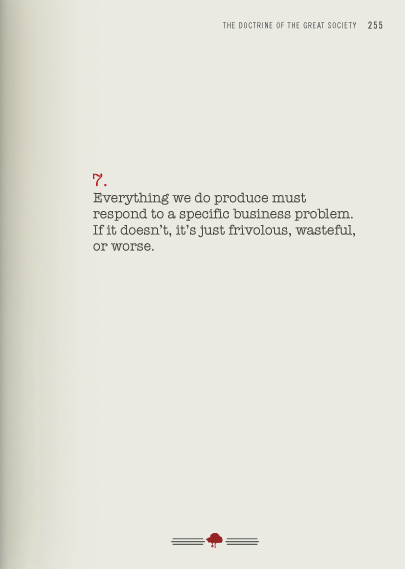 THE DOCTRINE OF THE GREAT SOCIETY 255
7.
Everything we do produce must
respond to a specific business problem.
If it doesn't, it's just frivolous, wasteful,
or worse.